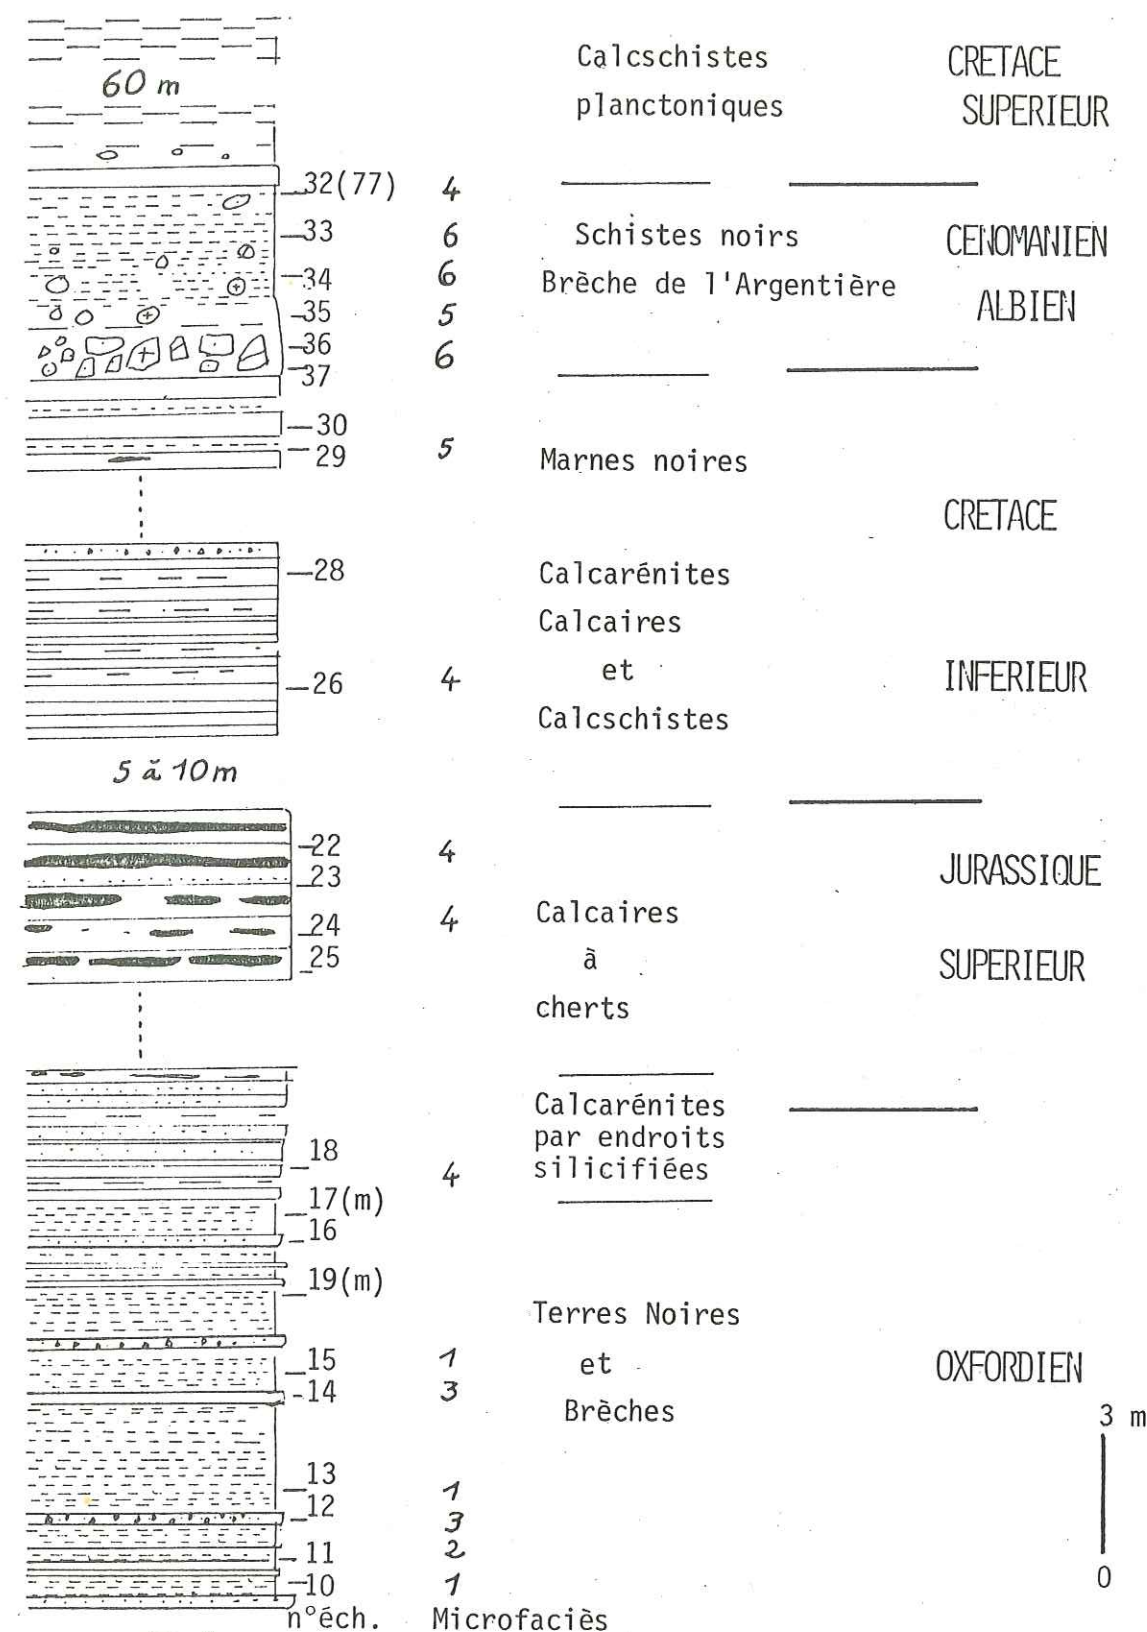 Calcschistes CRETACE
60 m
planctoniques SUPERIEUR
32(77) 4
33 6 Schistes noirs CENOMANIEN
34 6 Brèche de l'Argentière
35 5 ALBIEN
36 6
37
30
29 5 Marnes noires
CRETACE
28 Calcarénites
Calcaires
26 4 et INFERIEUR
Calcschistes
5 à 10 m
22 4
23 JURASSIQUE
24 4 Calcaires
25 à SUPERIEUR
cherts
Calcarénites
par endroits
18 4 silicifiées
17(m)
16
19(m)
Terres Noires
15 1 et OXFORDIEN
14 3
Brèches 3 m
13 1
12 3
11 2
10 1 0
n°éch. Microfaciès